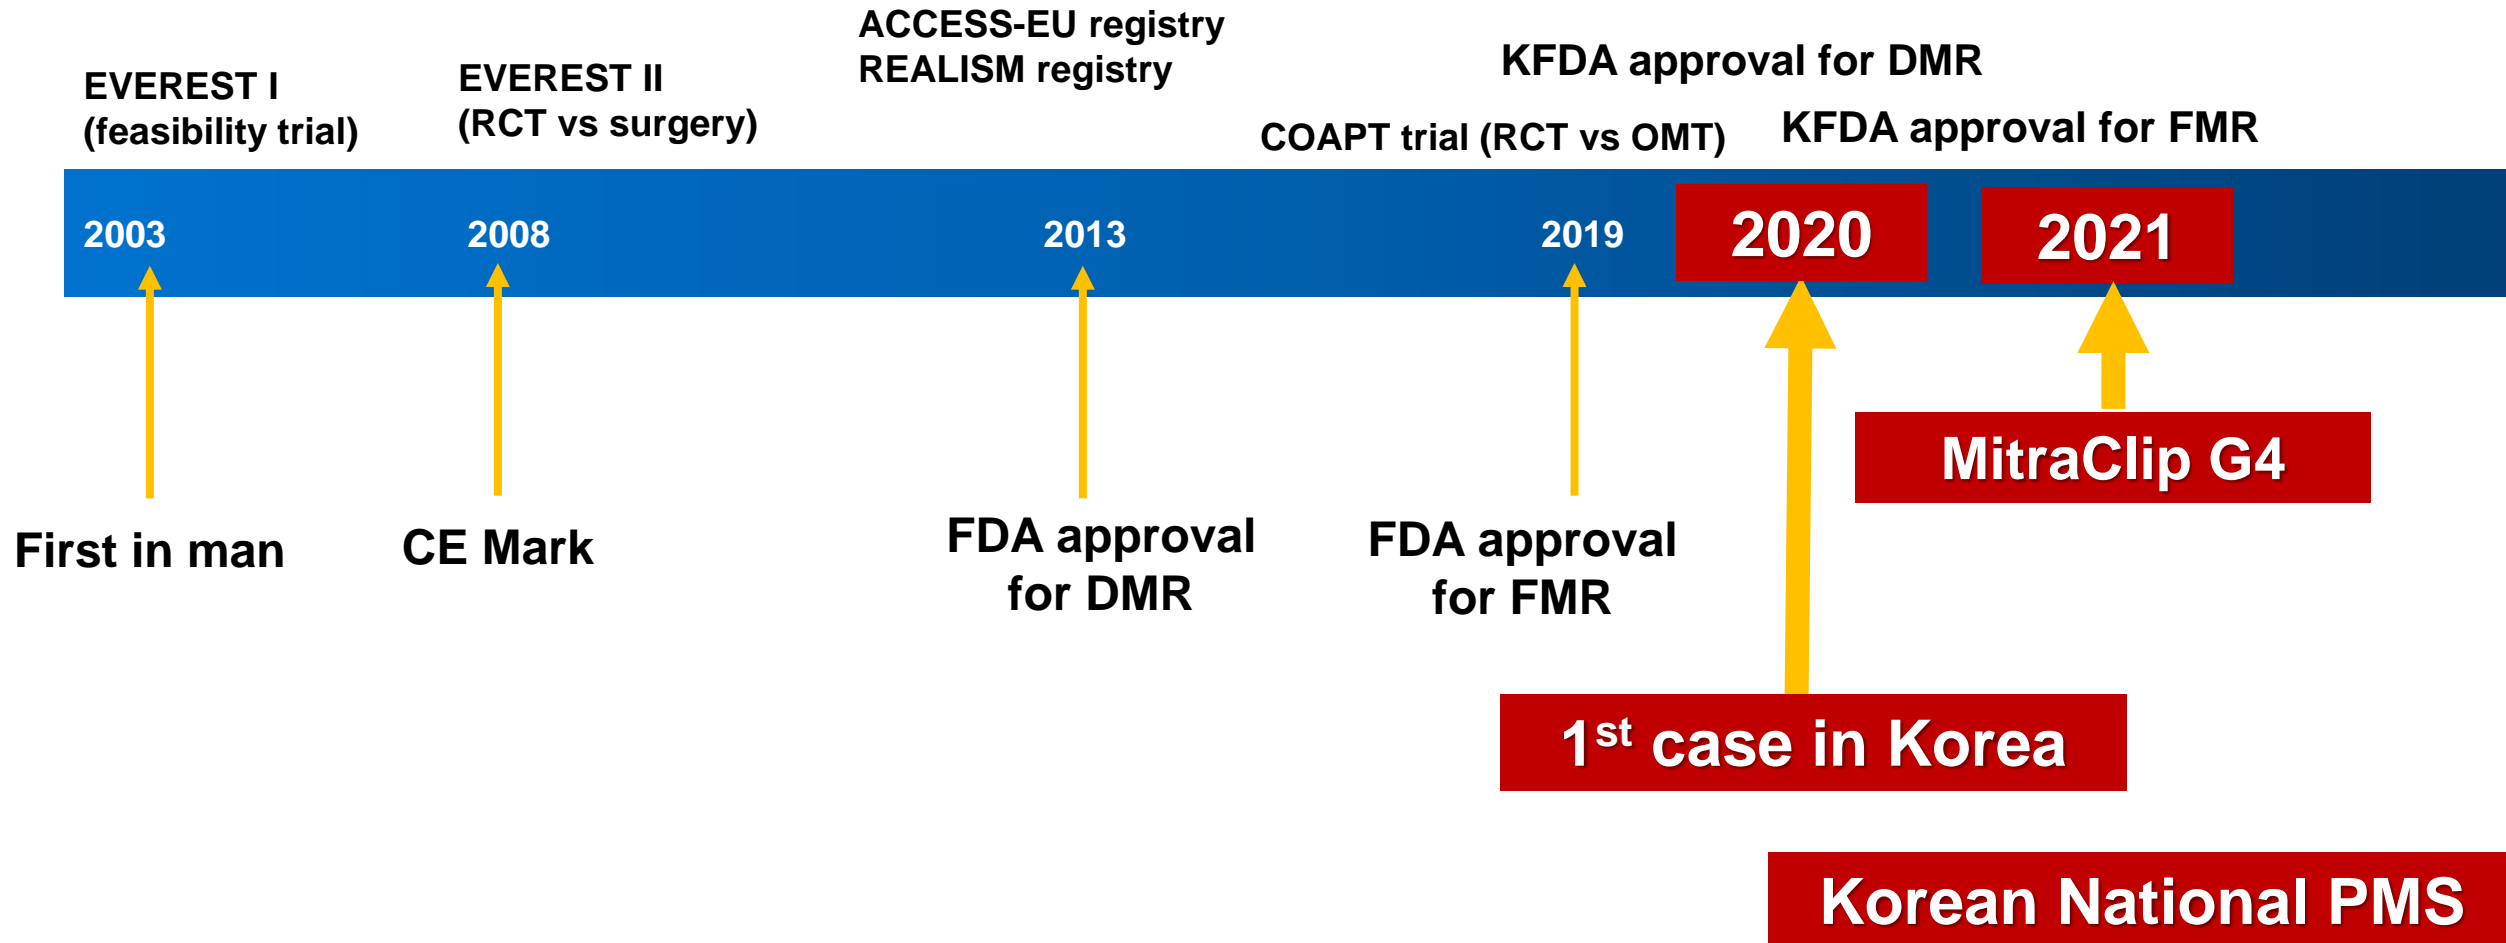 ACCESS-EU registry
REALISM registry
EVEREST I
(feasibility trial)
EVEREST II
(RCT vs surgery)
KFDA approval for DMR
COAPT trial (RCT vs OMT)
KFDA approval for FMR
2003
2008
2013
2019
2020
2021
MitraClip G4
First in man
CE Mark
FDA approval
for DMR
FDA approval
for FMR
1st case in Korea
Korean National PMS